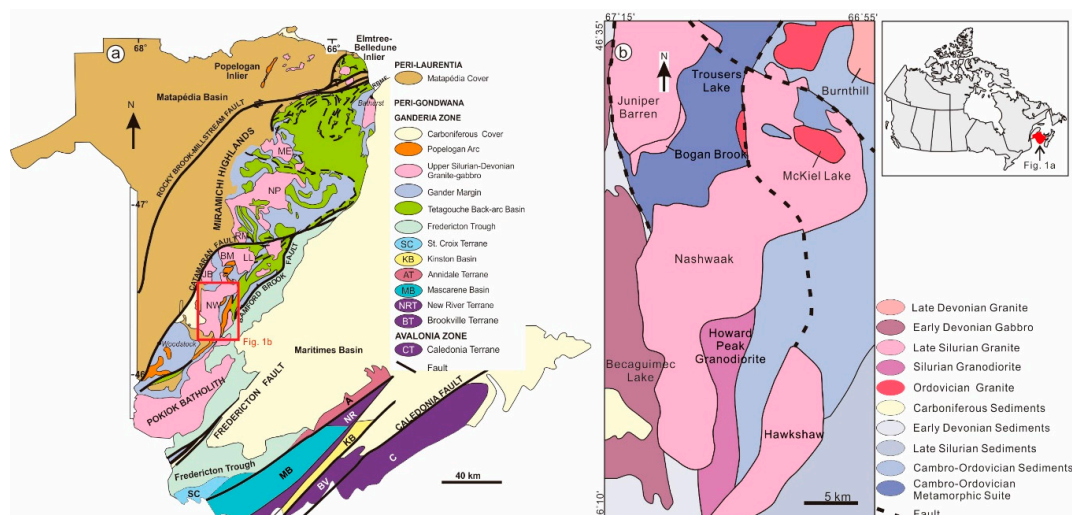 a
68°
66°
Elmtree-
Belledune
Inlier
Popelogan
Inlier
Matapédia Basin
Bathurst
N
ROCKY BROOK-MILLSTREAM FAULT
MIRAMICHI HIGHLANDS
ME
NP
47°
RM
CATAMARAN FAULT
BM
LL
JB
BAMFORD BROOK
FAULT
NW
Fig. 1b
Woodstock
46
Maritimes Basin
POKIOK BATHOLITH
FREDERICTON FAULT
Fredericton Trough
SC
MB
A
NR
KB
BV
C
CALEDONIA FAULT
40 km
PERI-LAURENTIA
Matapédia Cover
PERI-GONDWANA
GANDERIA ZONE
Carboniferous Cover
Popelogan Arc
Upper Silurian-Devonian
Granite-gabbro
Gander Margin
Tetagouche Back-arc Basin
Fredericton Trough
SC St. Croix Terrane
KB Kinston Basin
AT Annidale Terrane
MB Mascarene Basin
NRT New River Terrane
BT Brookville Terrane
AVALONIA ZONE
CT Caledonia Terrane
Fault
b
67°15'
66°55'
46°35'
N
Trousers
Lake
Burnthill
Juniper
Barren
Bogan Brook
McKiel Lake
Nashwaak
Howard
Peak
Granodiorite
Becaguimec
Lake
Hawkshaw
6°10'
5 km
Fig. 1a
Late Devonian Granite
Early Devonian Gabbro
Late Silurian Granite
Silurian Granodiorite
Ordovician Granite
Carboniferous Sediments
Early Devonian Sediments
Late Silurian Sediments
Cambro-Ordovician Sediments
Cambro-Ordovician
Metamorphic Suite
Fault